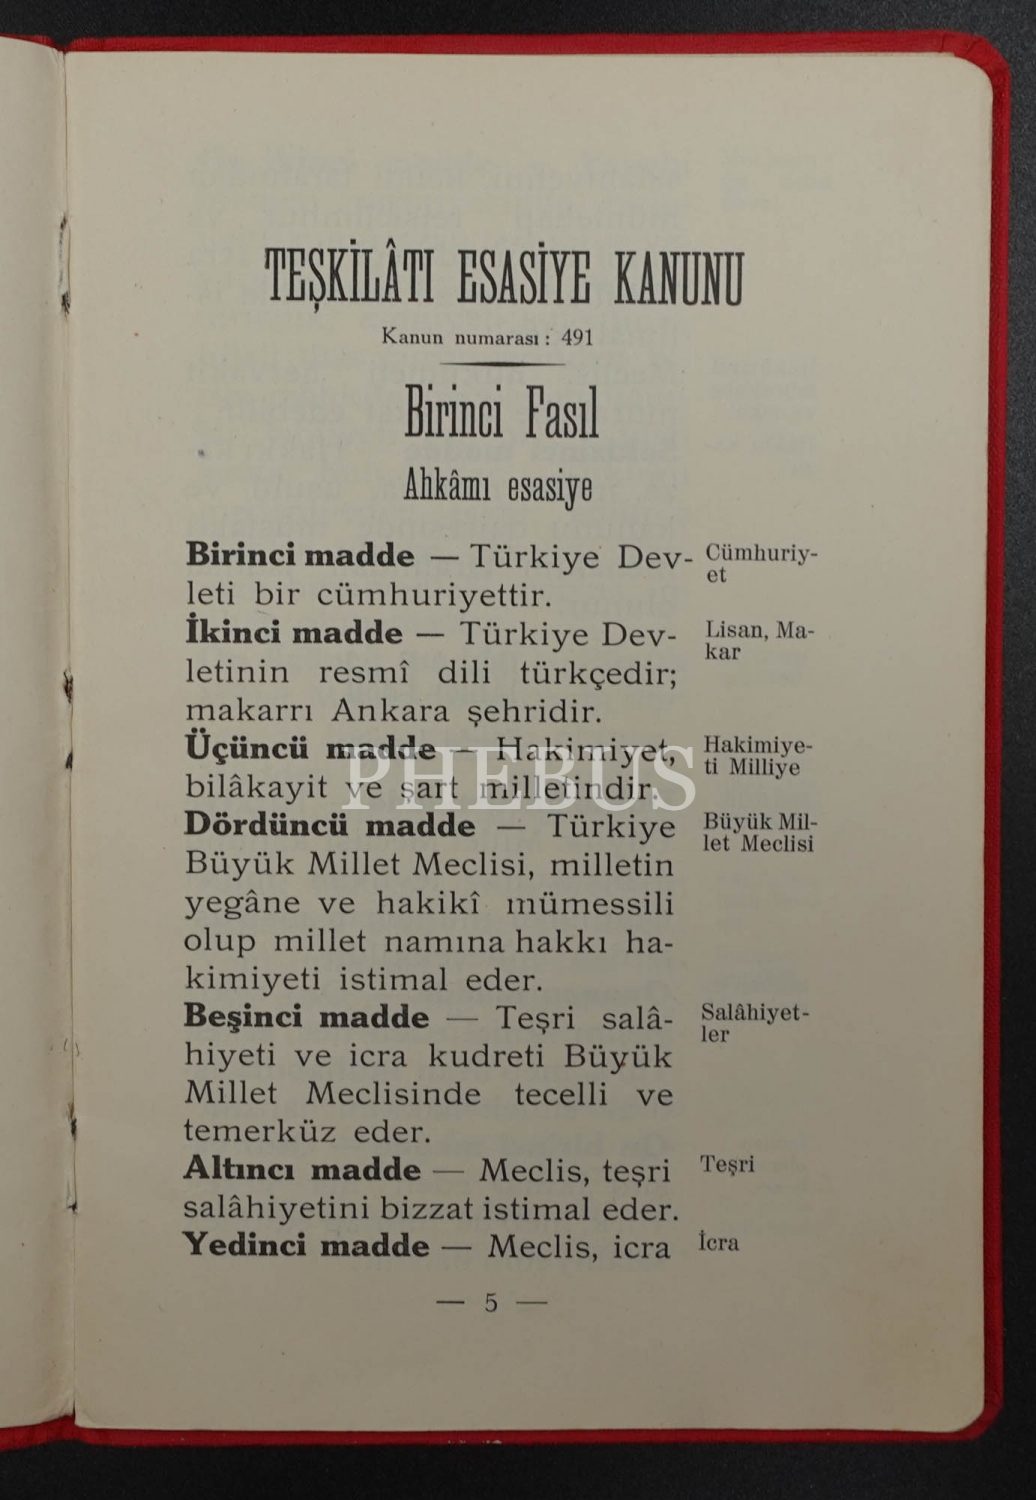 TEŞKİLÂTI ESASİYE KANUNU
Kanun numarası : 491
Birinci Fasıl
Ahkâmı esasiye
Birinci madde — Türkiye Dev-
leti bir cümhuriyettir.
Cümhuriy-
et
İkinci madde — Türkiye Dev-
letinin resmî dili türkçedir;
makarrı Ankara şehridir.
Lisan, Ma-
kar
Üçüncü madde — Hakimiyet,
bilâkayit ve şart milletindir.
Hakimiye-
ti Milliye
PHEBUS
Dördüncü madde — Türkiye
Büyük Millet Meclisi, milletin
yegâne ve hakikî mümessili
olup millet namına hakkı ha-
kimiyeti istimal eder.
Büyük Mil-
let Meclisi
Beşinci madde — Teşri salâ-
hiyeti ve icra kudreti Büyük
Millet Meclisinde tecelli ve
temerküz eder.
Salâhiyet-
ler
Altıncı madde — Meclis, teşri
salâhiyetini bizzat istimal eder.
Teşri
Yedinci madde — Meclis, icra
İcra
— 5 —